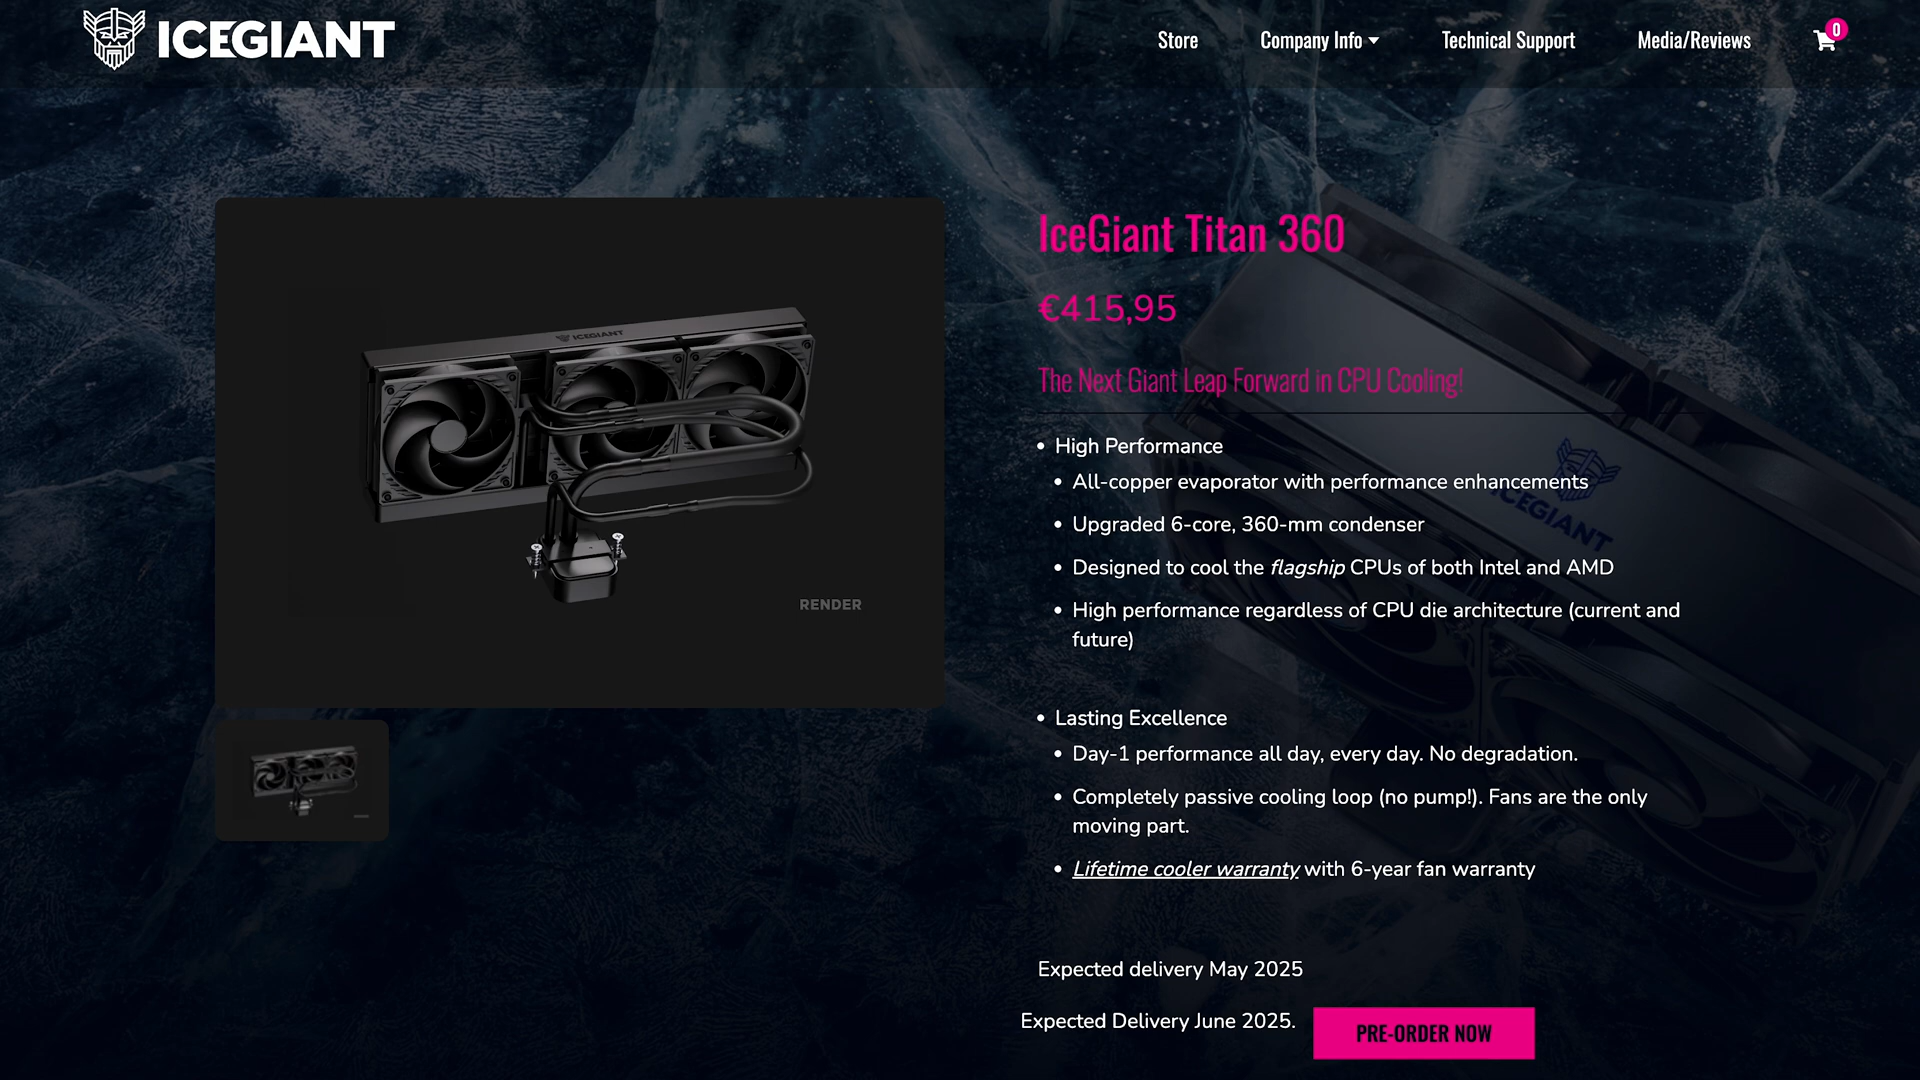 ICEGIANT
Store
Company Info
Technical Support
Media/Reviews
0
ICEGIANT
RENDER
IceGiant Titan 360
€415,95
The Next Giant Leap Forward in CPU Cooling!
High Performance
All-copper evaporator with performance enhancements
Upgraded 6-core, 360-mm condenser
Designed to cool the flagship CPUs of both Intel and AMD
High performance regardless of CPU die architecture (current and
future)
ICEGIANT
Lasting Excellence
Day-1 performance all day, every day. No degradation.
Completely passive cooling loop (no pump!). Fans are the only
moving part.
Lifetime cooler warranty with 6-year fan warranty
Expected delivery May 2025
Expected Delivery June 2025.
PRE-ORDER NOW